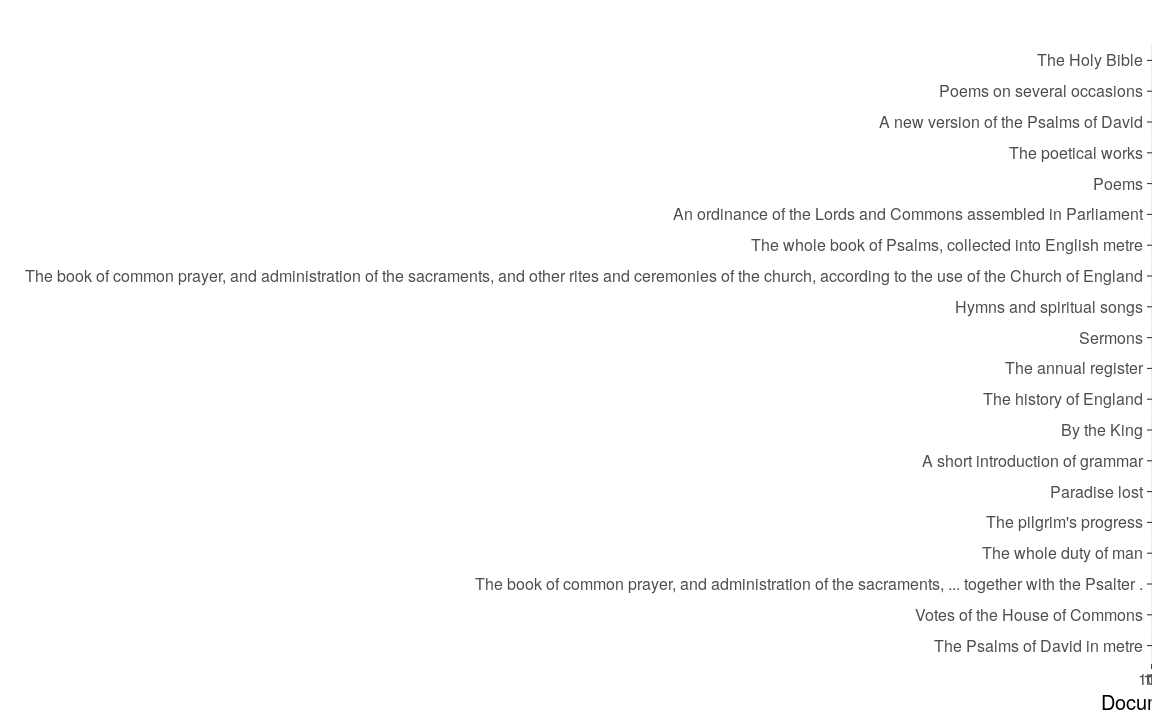 The Holy Bible
Poems on several occasions
A new version of the Psalms of David
The poetical works
Poems
An ordinance of the Lords and Commons assembled in Parliament
The whole book of Psalms, collected into English metre
The book of common prayer, and administration of the sacraments, and other rites and ceremonies of the church, according to the use of the Church of England
Hymns and spiritual songs
Sermons
The annual register
The history of England
By the King
A short introduction of grammar
Paradise lost
The pilgrim's progress
The whole duty of man
The book of common prayer, and administration of the sacraments, ... together with the Psalter .
Votes of the House of Commons
The Psalms of David in metre
Docur